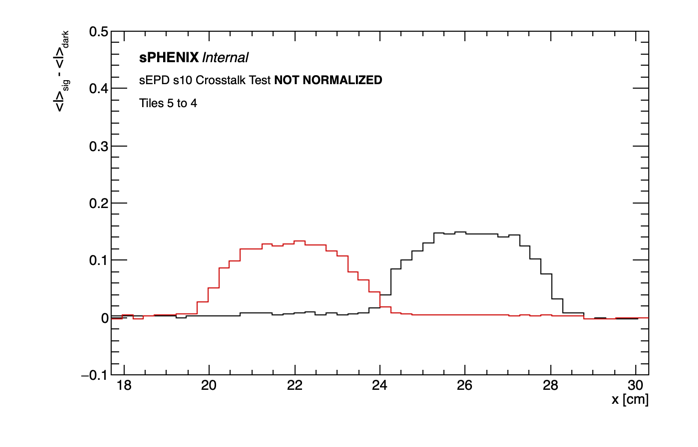 0.5
<I>sig - <I>dark
sPHENIX Internal
sEPD s10 Crosstalk Test NOT NORMALIZED
Tiles 5 to 4
0.4
0.3
0.2
0.1
0
−0.1
18 20 22 24 26 28 30
x [cm]